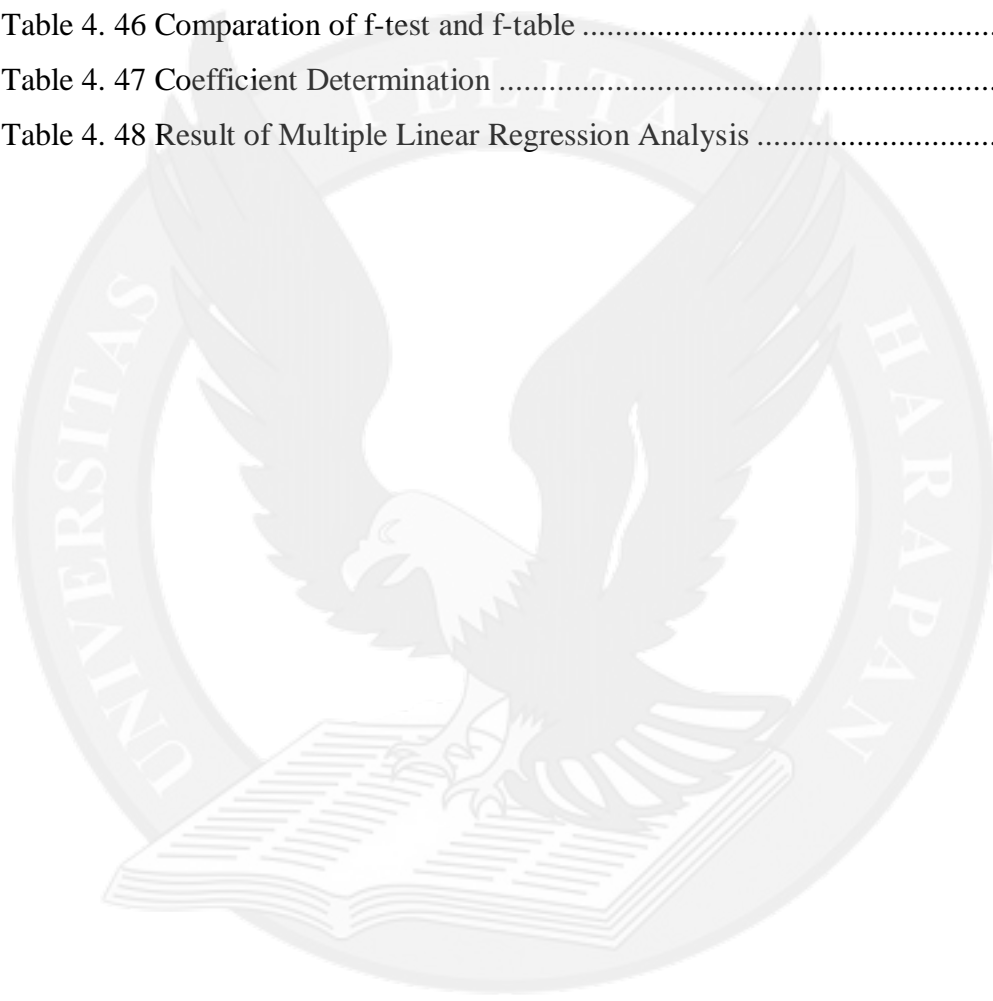 Table 4. 46 Comparation of f-test and f-table ...........................................
Table 4. 47 Coefficient Determination .....................................................
Table 4. 48 Result of Multiple Linear Regression Analysis .........................
UNIVERSITAS PELITA HARAPAN